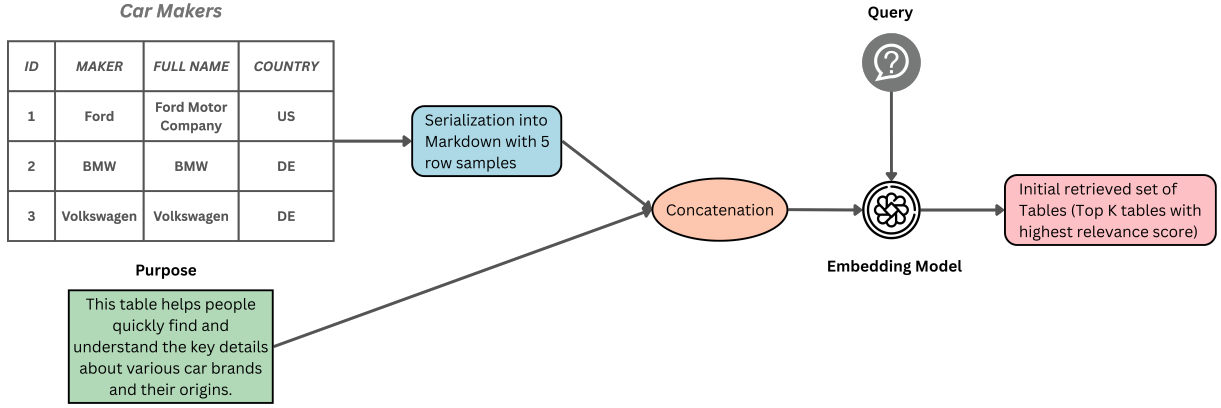 Car Makers
ID MAKER FULL NAME COUNTRY
1 Ford Ford Motor Company US
2 BMW BMW DE
3 Volkswagen Volkswagen DE
Purpose
This table helps people
quickly find and
understand the key details
about various car brands
and their origins.
Serialization into
Markdown with 5
row samples
Concatenation
Query
?
Embedding Model
Initial retrieved set of
Tables (Top K tables with
highest relevance score)